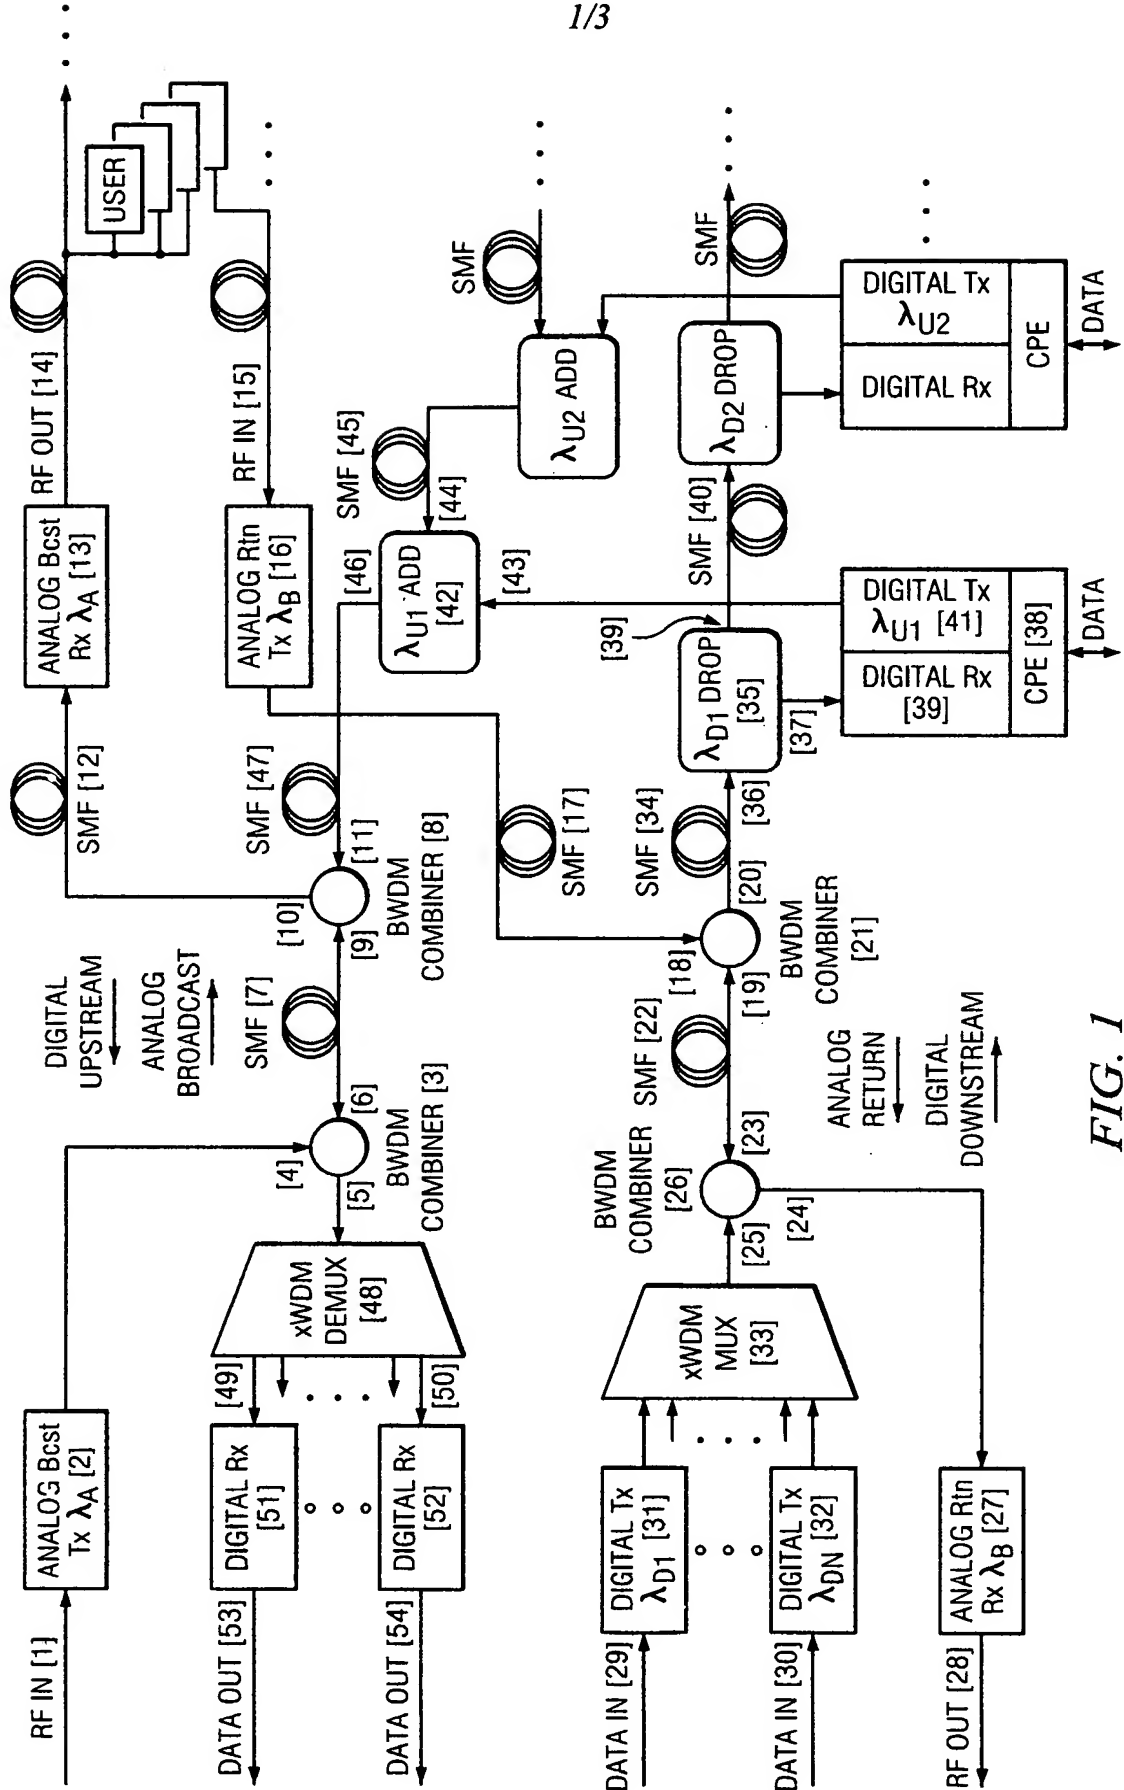 1/3
RF IN [1]
ANALOG Bcst
Tx λA [2]
DATA OUT [53]
DIGITAL Rx
[51]
[49]
DATA OUT [54]
DIGITAL Rx
[52]
[50]
xWDM
DEMUX
[48]
[5]
[4]
[6]
BWDM
COMBINER [3]
DIGITAL
UPSTREAM
ANALOG
BROADCAST
SMF [7]
[9]
[10]
[11]
BWDM
COMBINER [8]
SMF [12]
SMF [47]
ANALOG Bcst
Rx λA [13]
RF OUT [14]
USER
ANALOG Rtn
Tx λB [16]
RF IN [15]
SMF [17]
λU1 ADD
[42]
[46]
[44]
[43]
SMF [45]
λU2 ADD
SMF
DATA IN [29]
DIGITAL Tx
λD1 [31]
DATA IN [30]
DIGITAL Tx
λDN [32]
xWDM
MUX
[33]
[25]
[24]
[23]
BWDM
COMBINER
[26]
RF OUT [28]
ANALOG Rtn
Rx λB [27]
SMF [22]
ANALOG
RETURN
DIGITAL
DOWNSTREAM
[18]
[19]
[20]
BWDM
COMBINER
[21]
SMF [34]
[36]
λD1 DROP
[35]
[37]
[39]
SMF [40]
λD2 DROP
SMF
DIGITAL Rx
[39]
DIGITAL Tx
λU1 [41]
CPE [38]
DATA
DIGITAL Rx
DIGITAL Tx
λU2
CPE
DATA
FIG. 1